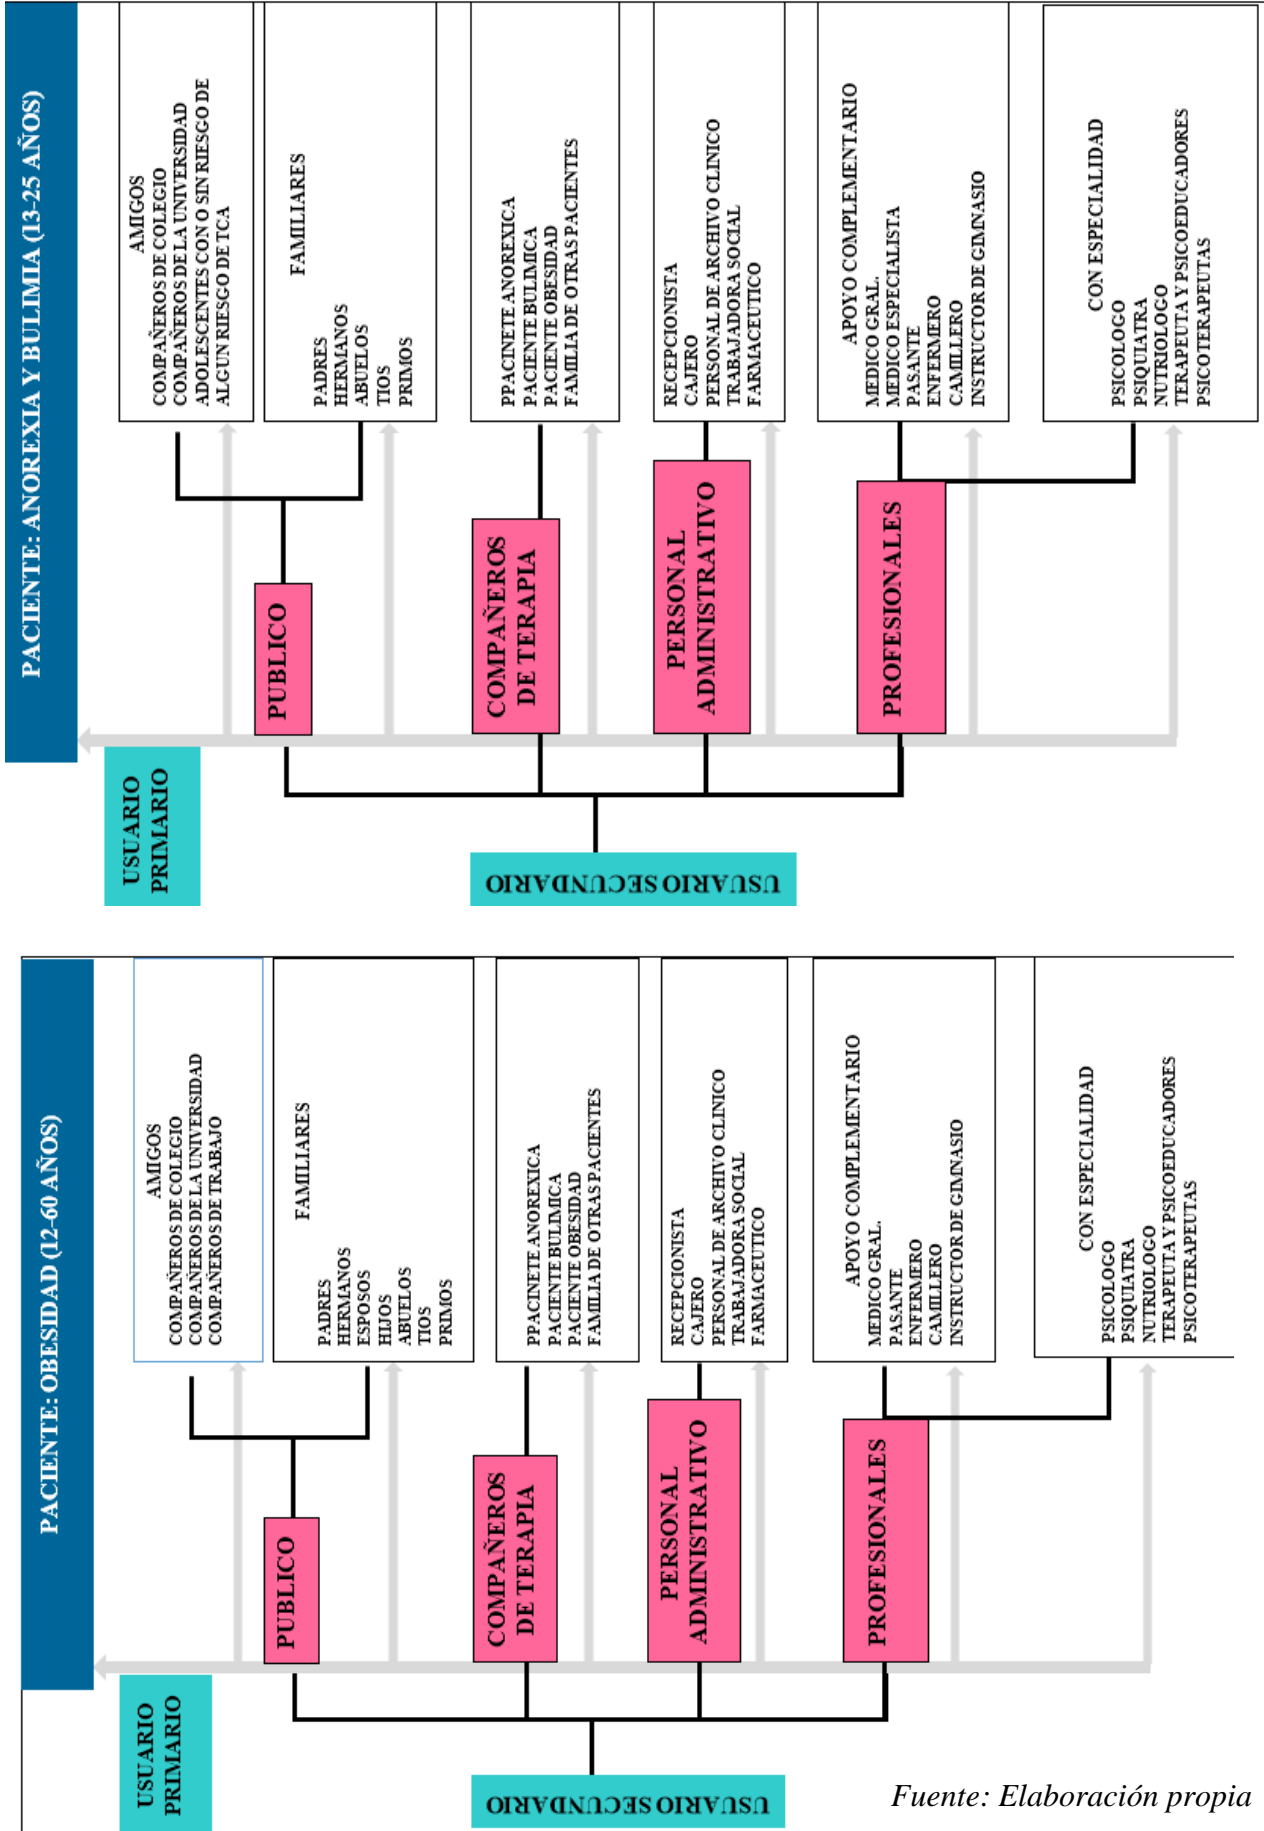 PACIENTE: ANOREXIA Y BULIMIA (13-25 AÑOS)
USUARIO
PRIMARIO
USUARIO SECUNDARIO
PUBLICO
AMIGOS
COMPAÑEROS DE COLEGIO
COMPAÑEROS DE LA UNIVERSIDAD
ADOLESCENTES CON O SIN RIESGO DE
ALGUN RIESGO DE TCA
FAMILIARES
PADRES
HERMANOS
ABUELOS
TIOS
PRIMOS
COMPAÑEROS
DE TERAPIA
PPACINETE ANOREXICA
PACIENTE BULIMICA
PACIENTE OBESIDAD
FAMILIA DE OTRAS PACIENTES
PERSONAL
ADMINISTRATIVO
RECEPCIONISTA
CAJERO
PERSONAL DE ARCHIVO CLINICO
TRABAJADORA SOCIAL
FARMACEUTICO
PROFESIONALES
APOYO COMPLEMENTARIO
MEDICO GRAL.
MEDICO ESPECIALISTA
PASANTE
ENFERMERO
CAMILLERO
INSTRUCTOR DE GIMNASIO
CON ESPECIALIDAD
PSICOLOGO
PSIQUIATRA
NUTRIOLOGO
TERAPEUTA Y PSICOEDUCADORES
PSICOTERAPEUTAS
PACIENTE: OBESIDAD (12-60 AÑOS)
USUARIO
PRIMARIO
USUARIO SECUNDARIO
PUBLICO
AMIGOS
COMPAÑEROS DE COLEGIO
COMPAÑEROS DE LA UNIVERSIDAD
COMPAÑEROS DE TRABAJO
FAMILIARES
PADRES
HERMANOS
ESPOSOS
HIJOS
ABUELOS
TIOS
PRIMOS
COMPAÑEROS
DE TERAPIA
PPACINETE ANOREXICA
PACIENTE BULIMICA
PACIENTE OBESIDAD
FAMILIA DE OTRAS PACIENTES
PERSONAL
ADMINISTRATIVO
RECEPCIONISTA
CAJERO
PERSONAL DE ARCHIVO CLINICO
TRABAJADORA SOCIAL
FARMACEUTICO
PROFESIONALES
APOYO COMPLEMENTARIO
MEDICO GRAL.
PASANTE
ENFERMERO
CAMILLERO
INSTRUCTOR DE GIMNASIO
CON ESPECIALIDAD
PSICOLOGO
PSIQUIATRA
NUTRIOLOGO
TERAPEUTA Y PSICOEDUCADORES
PSICOTERAPEUTAS
Fuente: Elaboración propia